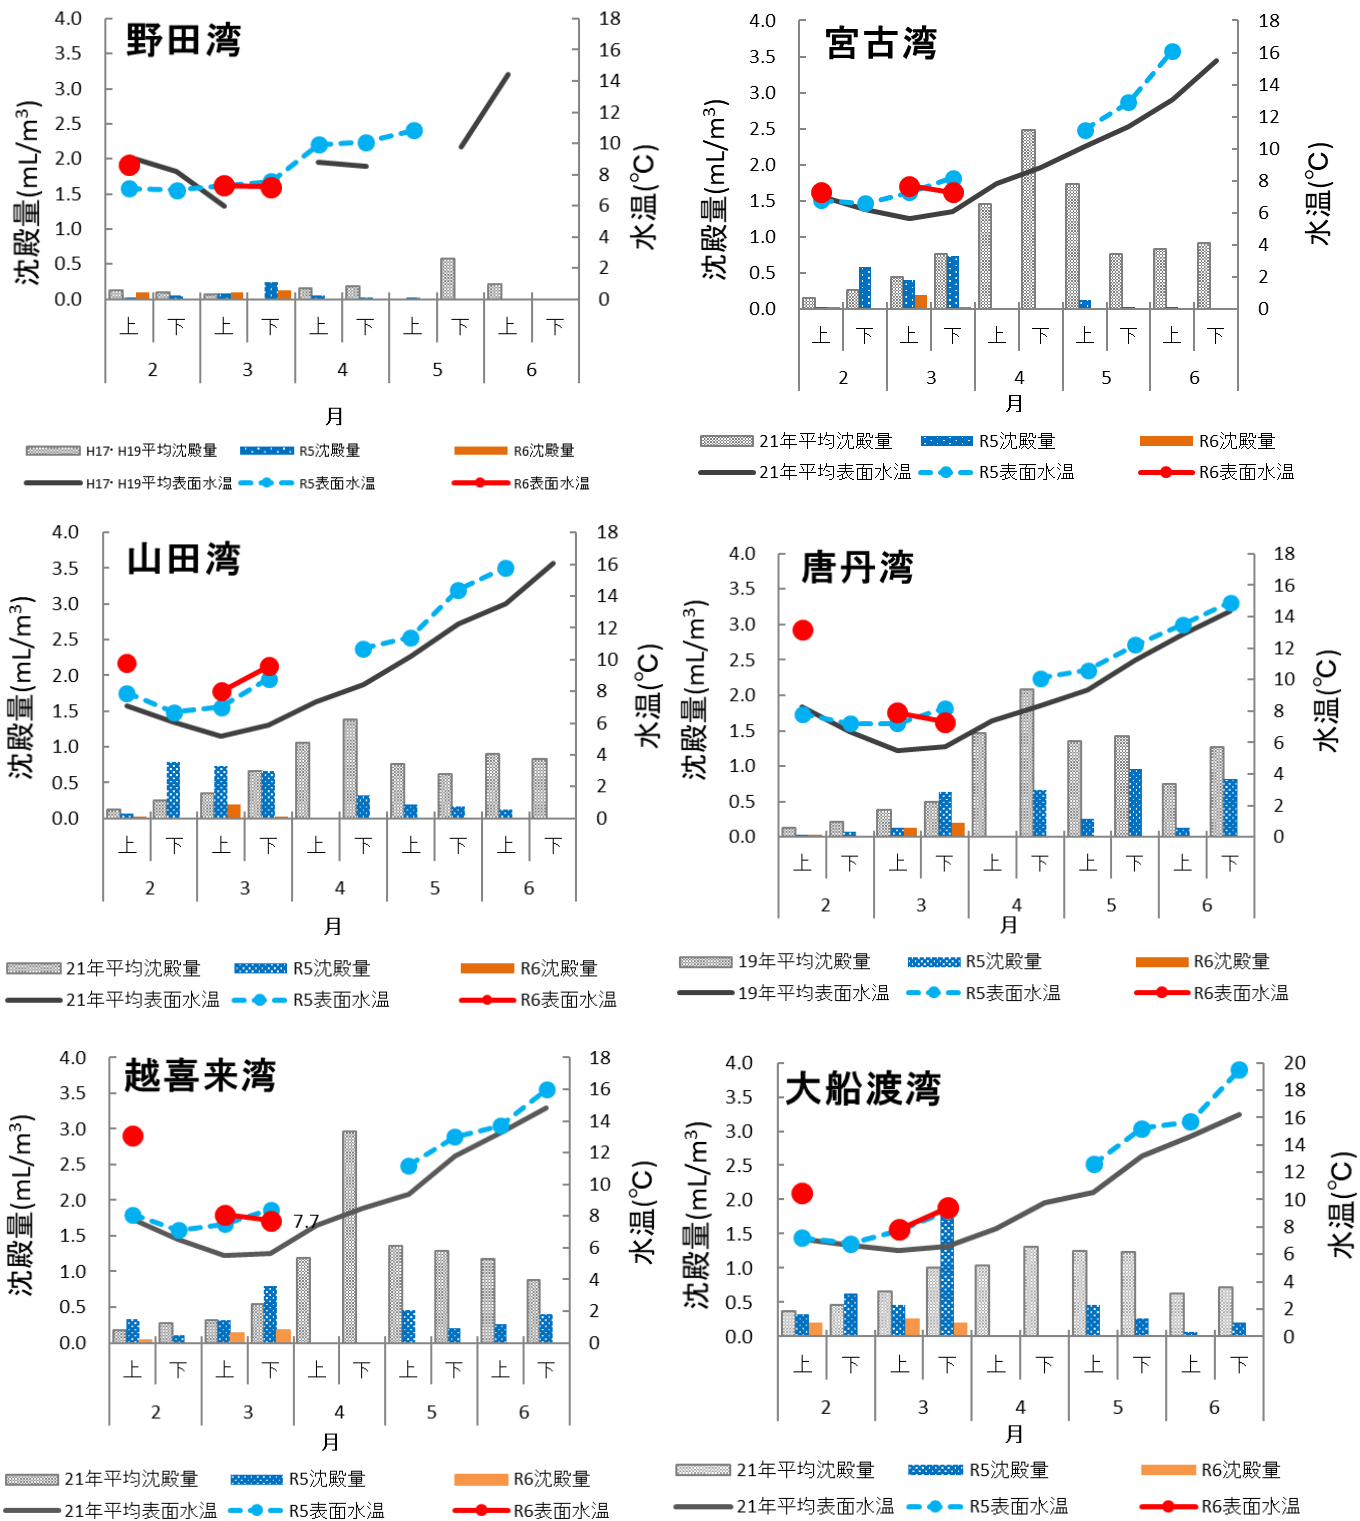 野田湾
4.0
3.5
3.0
2.5
2.0
1.5
1.0
0.5
0.0
18
16
14
12
10
8
6
4
2
0
沈殿量(mL/m³)
水温(℃)
上 下 上 下 上 下 上 下 上 下
2 3 4 5 6
月
H17・H19平均沈殿量 R5沈殿量 R6沈殿量
H17・H19平均表面水温 R5表面水温 R6表面水温
宮古湾
4.0
3.5
3.0
2.5
2.0
1.5
1.0
0.5
0.0
18
16
14
12
10
8
6
4
2
0
沈殿量(mL/m³)
水温(℃)
上 下 上 下 上 下 上 下 上 下
2 3 4 5 6
月
21年平均沈殿量 R5沈殿量 R6沈殿量
21年平均表面水温 R5表面水温 R6表面水温
山田湾
4.0
3.5
3.0
2.5
2.0
1.5
1.0
0.5
0.0
18
16
14
12
10
8
6
4
2
0
沈殿量(mL/m³)
水温(℃)
上 下 上 下 上 下 上 下 上 下
2 3 4 5 6
月
21年平均沈殿量 R5沈殿量 R6沈殿量
21年平均表面水温 R5表面水温 R6表面水温
唐丹湾
4.0
3.5
3.0
2.5
2.0
1.5
1.0
0.5
0.0
18
16
14
12
10
8
6
4
2
0
沈殿量(mL/m³)
水温(℃)
上 下 上 下 上 下 上 下 上 下
2 3 4 5 6
月
19年平均沈殿量 R5沈殿量 R6沈殿量
19年平均表面水温 R5表面水温 R6表面水温
越喜来湾
4.0
3.5
3.0
2.5
2.0
1.5
1.0
0.5
0.0
18
16
14
12
10
8
6
4
2
0
沈殿量(mL/m³)
水温(℃)
7.7
上 下 上 下 上 下 上 下 上 下
2 3 4 5 6
月
21年平均沈殿量 R5沈殿量 R6沈殿量
21年平均表面水温 R5表面水温 R6表面水温
大船渡湾
4.0
3.5
3.0
2.5
2.0
1.5
1.0
0.5
0.0
20
18
16
14
12
10
8
6
4
2
0
沈殿量(mL/m³)
水温(℃)
上 下 上 下 上 下 上 下 上 下
2 3 4 5 6
月
21年平均沈殿量 R5沈殿量 R6沈殿量
21年平均表面水温 R5表面水温 R6表面水温